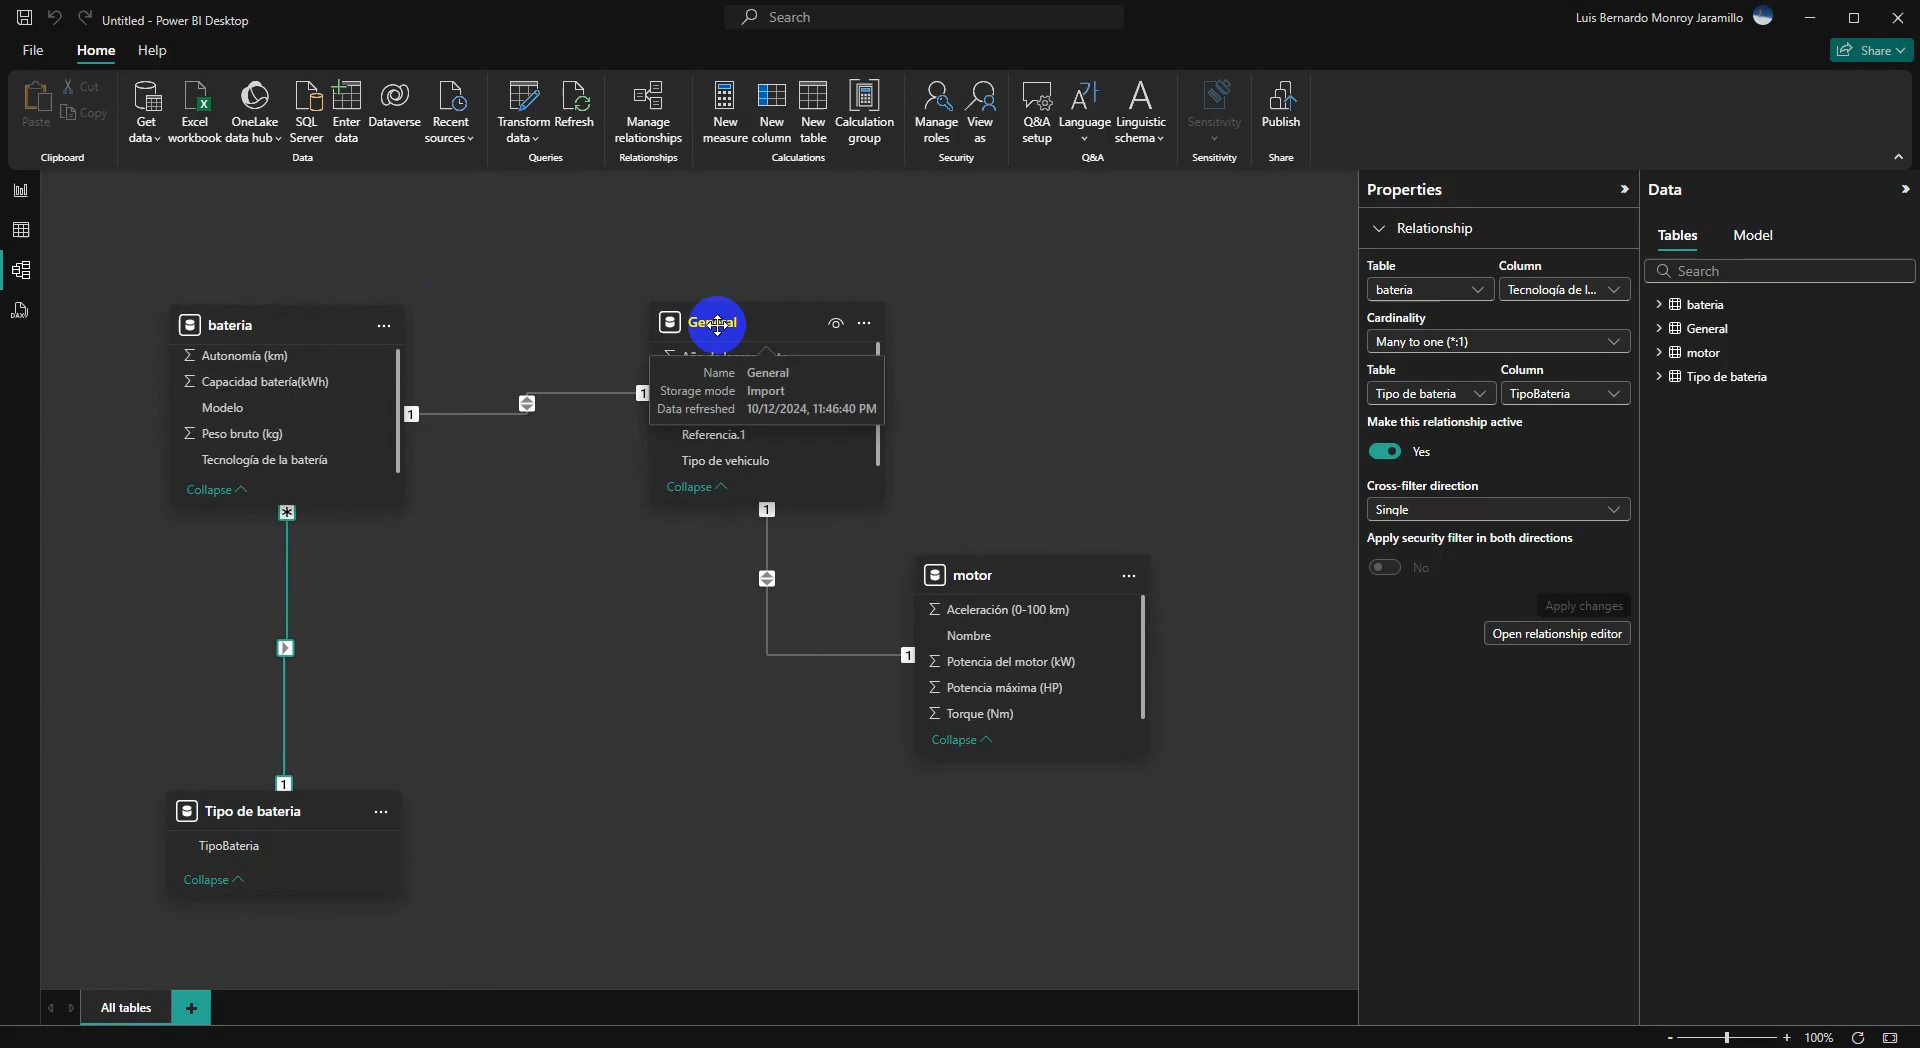 Untitled - Power BI Desktop
Search
Luis Bernardo Monroy Jaramillo
File
Home
Help
Share
Paste
Cut
Copy
Clipboard
Get data
Excel workbook
OneLake data hub
SQL Server
Enter data
Dataverse
Recent sources
Data
Transform data
Refresh
Queries
Manage relationships
Relationships
New measure
New column
New table
Calculation group
Calculations
Manage roles
View as
Security
Q&A setup
Language
Linguistic schema
Q&A
Sensitivity
Sensitivity
Publish
Share
bateria
Autonomía (km)
Capacidad batería(kWh)
Modelo
Peso bruto (kg)
Tecnología de la batería
Collapse
1
1
General
Name General
Storage mode Import
Data refreshed 10/12/2024, 11:46:40 PM
Referencia.1
Tipo de vehiculo
Collapse
*
1
1
1
motor
Aceleración (0-100 km)
Nombre
Potencia del motor (kW)
Potencia máxima (HP)
Torque (Nm)
Collapse
Tipo de bateria
TipoBateria
Collapse
All tables
+
Properties
Relationship
Table
Column
bateria
Tecnología de l...
Cardinality
Many to one (*:1)
Table
Column
Tipo de bateria
TipoBateria
Make this relationship active
Yes
Cross-filter direction
Single
Apply security filter in both directions
No
Apply changes
Open relationship editor
Data
Tables
Model
Search
bateria
General
motor
Tipo de bateria
- + 100%